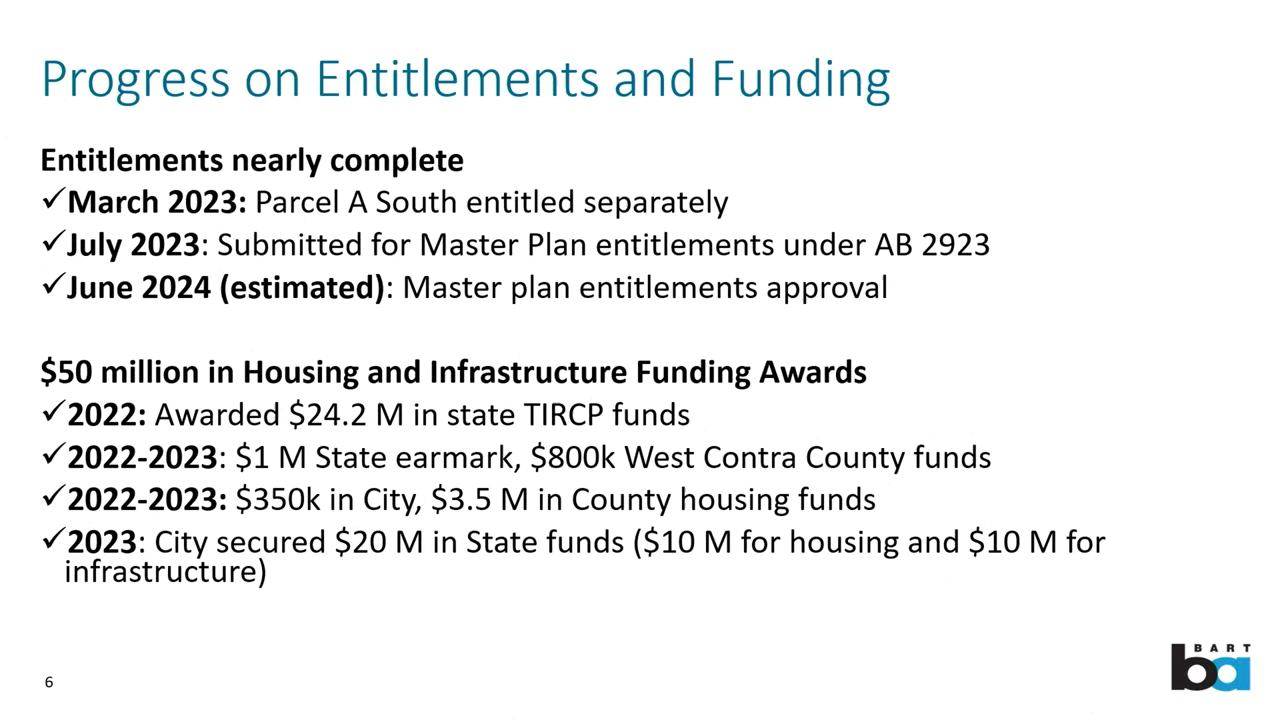 Progress on Entitlements and Funding
Entitlements nearly complete
✓March 2023: Parcel A South entitled separately
✓July 2023: Submitted for Master Plan entitlements under AB 2923
✓June 2024 (estimated): Master plan entitlements approval
$50 million in Housing and Infrastructure Funding Awards
✓2022: Awarded $24.2 M in state TIRCP funds
✓2022-2023: $1 M State earmark, $800k West Contra County funds
✓2022-2023: $350k in City, $3.5 M in County housing funds
✓2023: City secured $20 M in State funds ($10 M for housing and $10 M for
infrastructure)
BART
ba
6